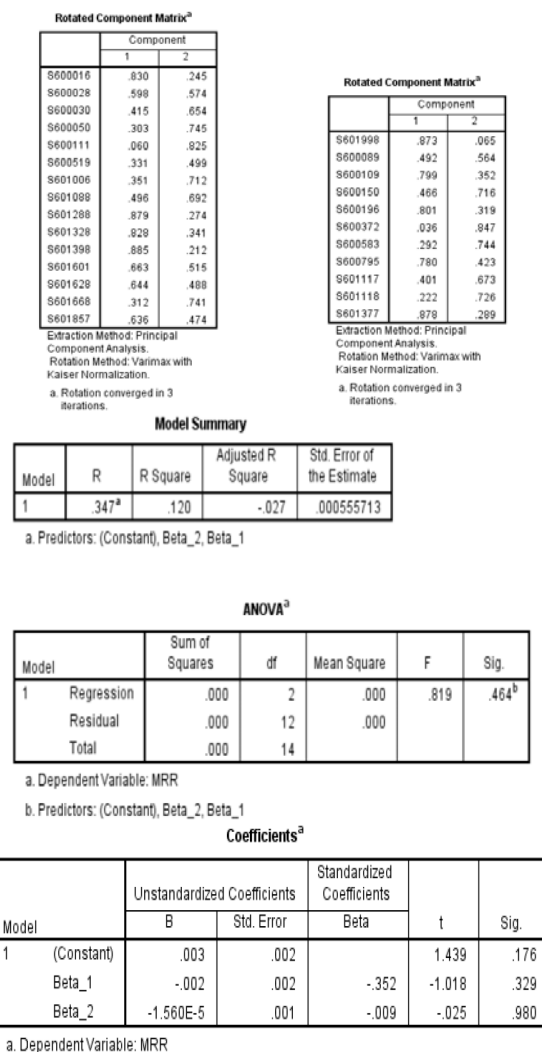 Rotated Component Matrixa
Component
1 2
S600016 .830 .245
S600028 .598 .574
S600030 .415 .654
S600050 .303 .745
S600111 .060 .825
S600519 .331 .499
S601006 .351 .712
S601088 .496 .692
S601288 .879 .274
S601328 .828 .341
S601398 .885 .212
S601601 .663 .515
S601628 .644 .488
S601668 .312 .741
S601857 .636 .474
Extraction Method: Principal
Component Analysis.
Rotation Method: Varimax with
Kaiser Normalization.
a. Rotation converged in 3
iterations.
Rotated Component Matrixa
Component
1 2
S601998 .873 .065
S600089 .492 .564
S600109 .799 .352
S600150 .466 .716
S600196 .801 .319
S600372 .036 .847
S600583 .292 .744
S600795 .780 .423
S601117 .401 .673
S601118 .222 .726
S601377 .878 .289
Extraction Method: Principal
Component Analysis.
Rotation Method: Varimax with
Kaiser Normalization.
a. Rotation converged in 3
iterations.
Model Summary
Model R R Square Adjusted R Square Std. Error of the Estimate
1 .347a .120 -.027 .000555713
a. Predictors: (Constant), Beta_2, Beta_1
ANOVAa
Model Sum of Squares df Mean Square F Sig.
1 Regression .000 2 .000 .819 .464b
Residual .000 12 .000
Total .000 14
a. Dependent Variable: MRR
b. Predictors: (Constant), Beta_2, Beta_1
Coefficientsa
Model Unstandardized Coefficients Standardized Coefficients t Sig.
B Std. Error Beta
1 (Constant) .003 .002 1.439 .176
Beta_1 -.002 .002 -.352 -1.018 .329
Beta_2 -1.560E-5 .001 -.009 -.025 .980
a. Dependent Variable: MRR